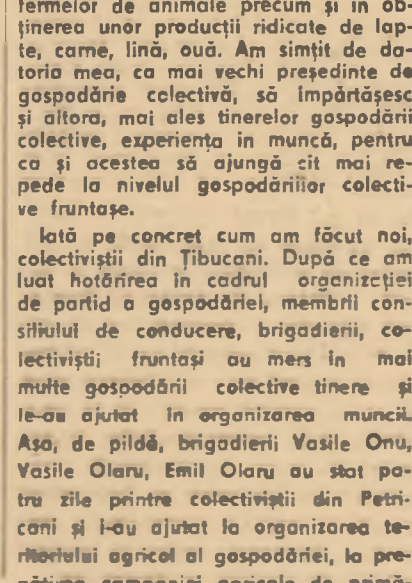 fermelor de animale precum și în ob-
ținerea unor producții ridicate de lap-
te, carne, lînă, ouă. Am simțit de da-
toria mea, ca mai vechi președinte de
gospodărie colectivă, să împărtășesc
și altora, mai ales tinerelor gospodării
colective, experiența în muncă, pentru
ca și acestea să ajungă cît mai re-
pede la nivelul gospodăriilor colecti-
ve fruntașe.
Iată pe concret cum am făcut noi,
colectiviștii din Țibucani. După ce am
luat hotărîrea în cadrul organizației
de partid a gospodăriei, membrii con-
siliului de conducere, brigadierii, co-
lectiviștii fruntași au mers în mai
multe gospodării colective tinere și
le-au ajutat în organizarea muncii.
Așa, de pildă, brigadierii Vasile Onu,
Vasile Olaru, Emil Olaru au stat pa-
tru zile printre colectiviștii din Petri-
cani și i-au ajutat la organizarea te-
ritoriului agricol al gospodăriei, la pre-
gătirea campaniei agricole de primă-